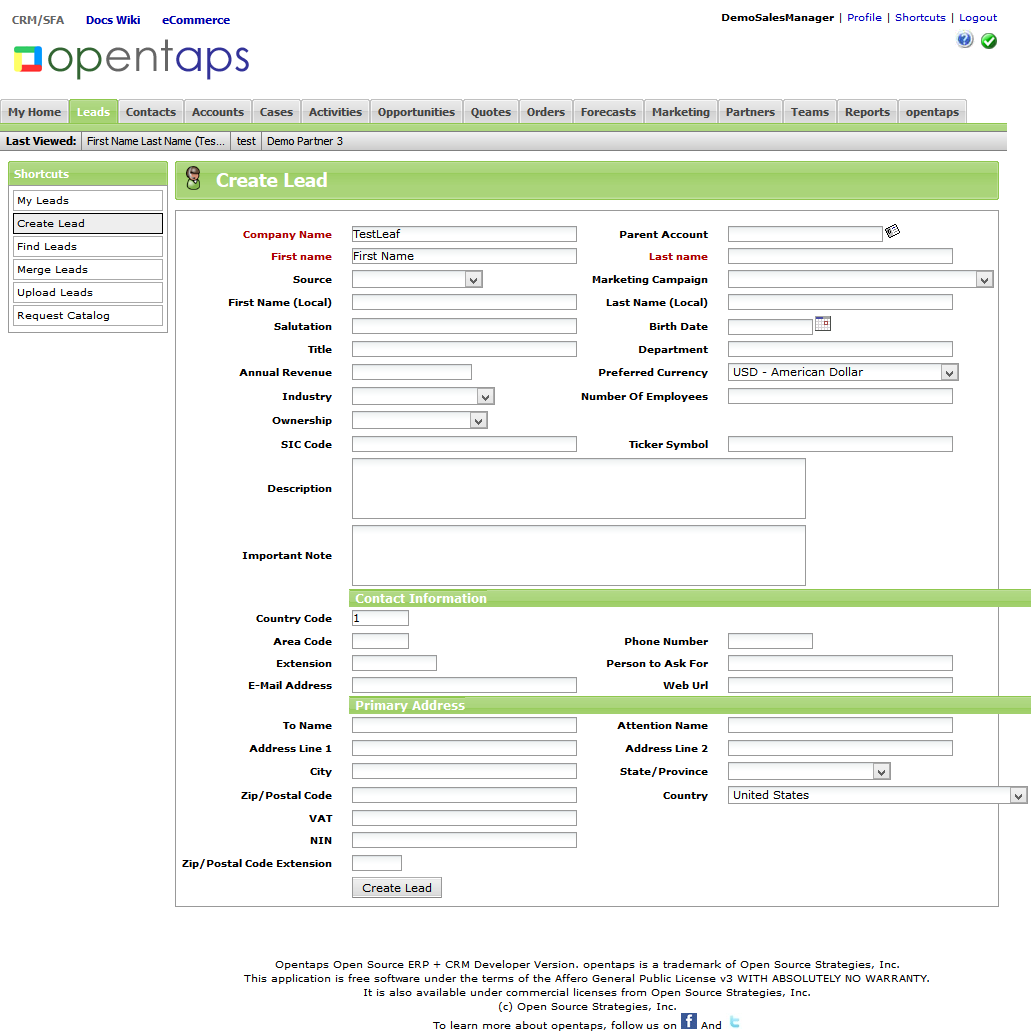 CRM/SFA Docs Wiki eCommerce
DemoSalesManager | Profile | Shortcuts | Logout
opentaps
My Home Leads Contacts Accounts Cases Activities Opportunities Quotes Orders Forecasts Marketing Partners Teams Reports opentaps
Last Viewed: First Name Last Name (Tes... test Demo Partner 3
Shortcuts
My Leads
Create Lead
Find Leads
Merge Leads
Upload Leads
Request Catalog
Create Lead
Company Name TestLeaf Parent Account
First name First Name Last name
Source Marketing Campaign
First Name (Local) Last Name (Local)
Salutation Birth Date
Title Department
Annual Revenue Preferred Currency USD - American Dollar
Industry Number Of Employees
Ownership
SIC Code Ticker Symbol
Description
Important Note
Contact Information
Country Code 1
Area Code Phone Number
Extension Person to Ask For
E-Mail Address Web Url
Primary Address
To Name Attention Name
Address Line 1 Address Line 2
City State/Province
Zip/Postal Code Country United States
VAT
NIN
Zip/Postal Code Extension
Create Lead
Opentaps Open Source ERP + CRM Developer Version. opentaps is a trademark of Open Source Strategies, Inc.
This application is free software under the terms of the Affero General Public License v3 WITH ABSOLUTELY NO WARRANTY.
It is also available under commercial licenses from Open Source Strategies, Inc.
(c) Open Source Strategies, Inc.
To learn more about opentaps, follow us on f And t